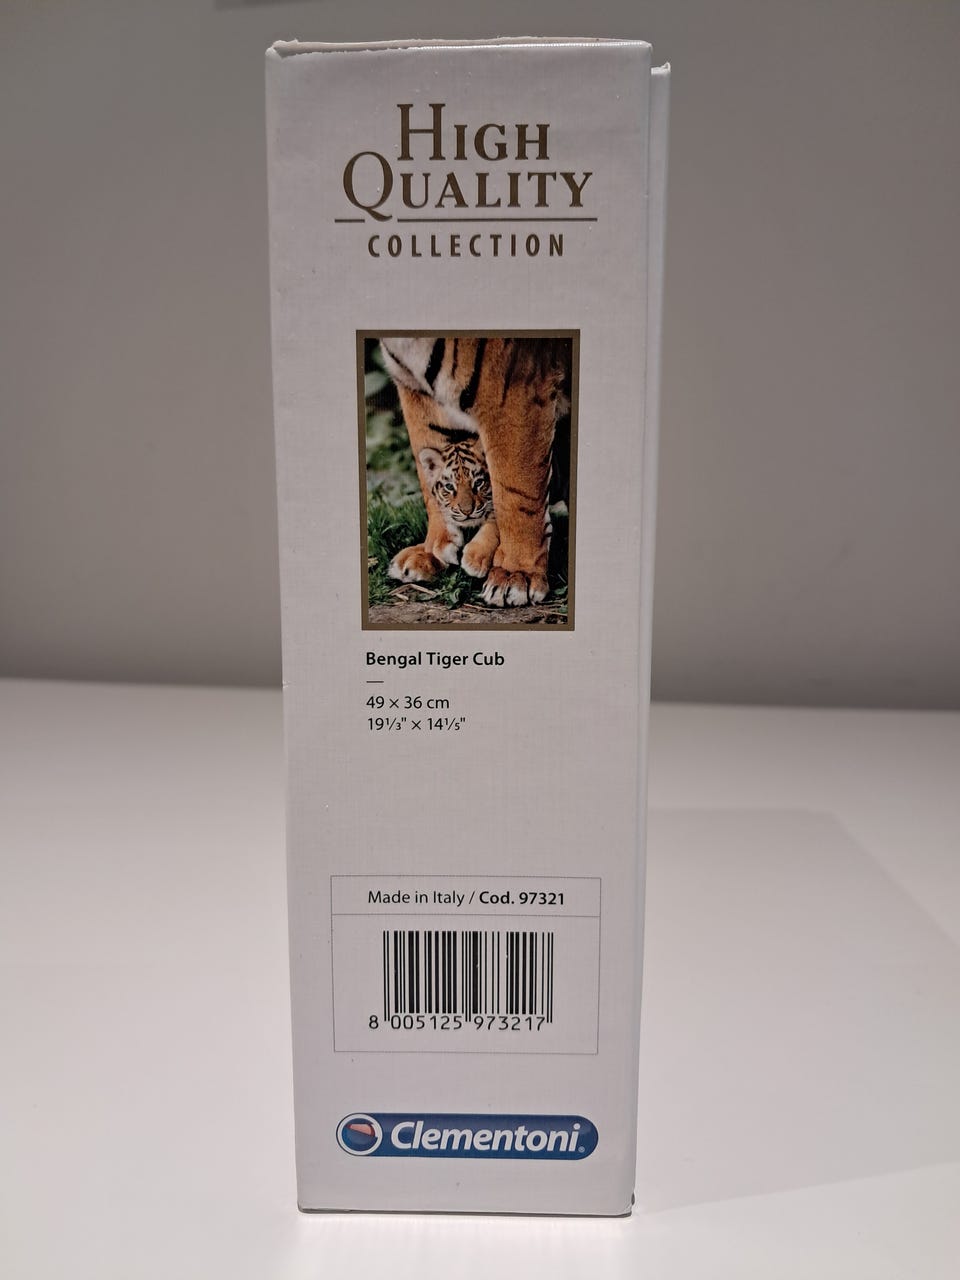 HIGH
QUALITY
COLLECTION
Bengal Tiger Cub
49 × 36 cm
19⅓" × 14⅕"
Made in Italy / Cod. 97321
8 005125 973217
Clementoni®